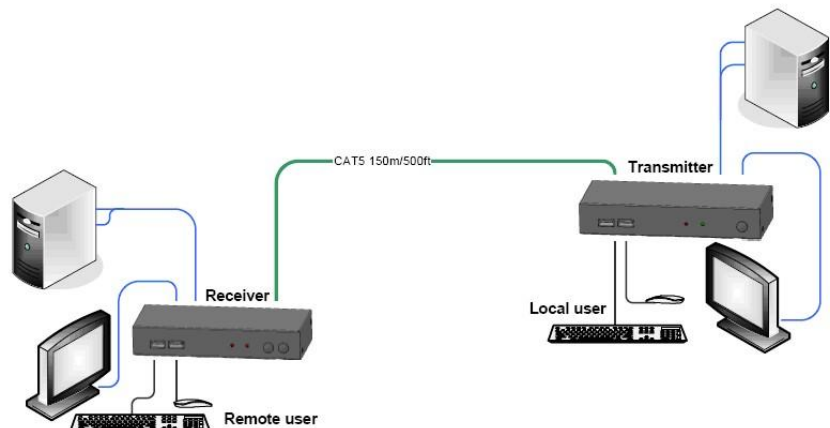 CAT5 150m/500ft
Transmitter
Receiver
Local user
Remote user